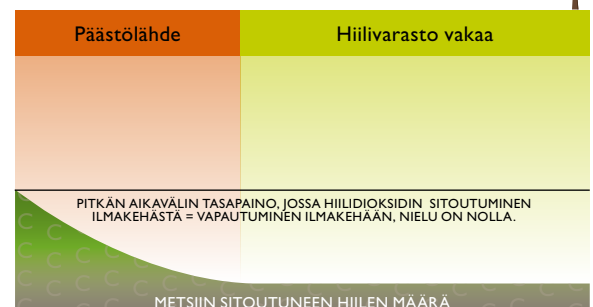 Päästölähde
Hiilivarasto vakaa
PITKÄN AIKAVÄLIN TASAPAINO, JOSSA HIILIDIOKSIDIN SITOUTUMINEN
ILMAKEHÄSTÄ = VAPAUTUMINEN ILMAKEHÄÄN, NIELU ON NOLLA.
METSIIN SITOUTUNEEN HIILEN MÄÄRÄ